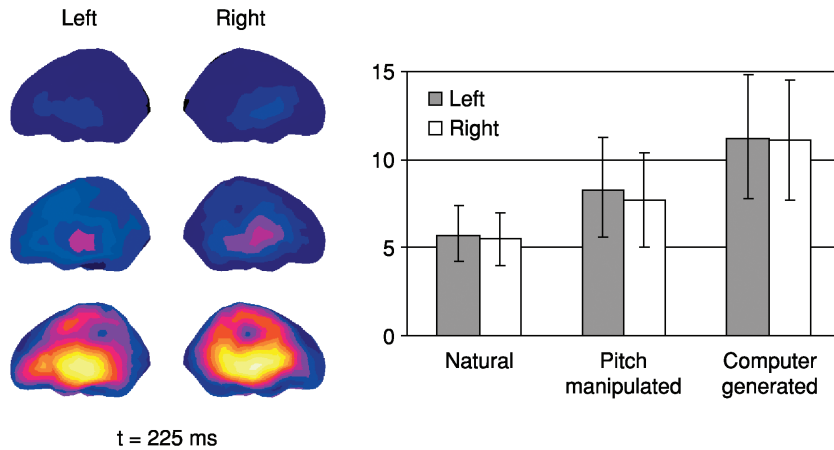 Left
Right
t = 225 ms
15
10
5
0
Left
Right
Natural
Pitch
manipulated
Computer
generated